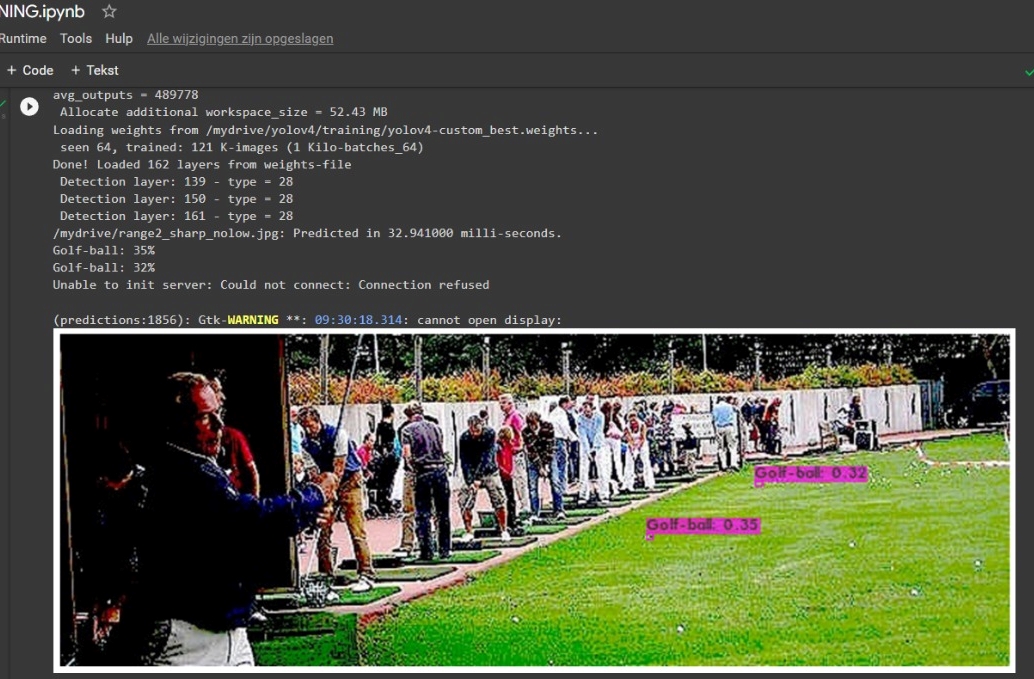 NING.ipynb
Runtime Tools Help Alle wijzigingen zijn opgeslagen
+ Code + Tekst
avg_outputs = 489778
Allocate additional workspace_size = 52.43 MB
Loading weights from /mydrive/yolov4/training/yolov4-custom_best.weights...
seen 64, trained: 121 K-images (1 Kilo-batches_64)
Done! Loaded 162 layers from weights-file
Detection layer: 139 - type = 28
Detection layer: 150 - type = 28
Detection layer: 161 - type = 28
/mydrive/range2_sharp_nolow.jpg: Predicted in 32.941000 milli-seconds.
Golf-ball: 35%
Golf-ball: 32%
Unable to init server: Could not connect: Connection refused
(predictions:1856): Gtk-WARNING **: 09:30:18.314: cannot open display:
Golf-ball: 0.32
Golf-ball: 0.35